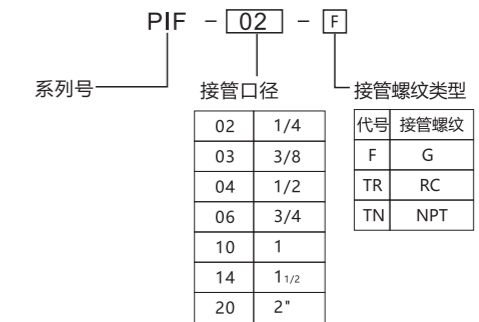 PIF - 02 - F
系列号 接管口径 接管螺纹类型
02 1/4
03 3/8
04 1/2
06 3/4
10 1
14 1 1/2
20 2"
代号 接管螺纹
F G
TR RC
TN NPT